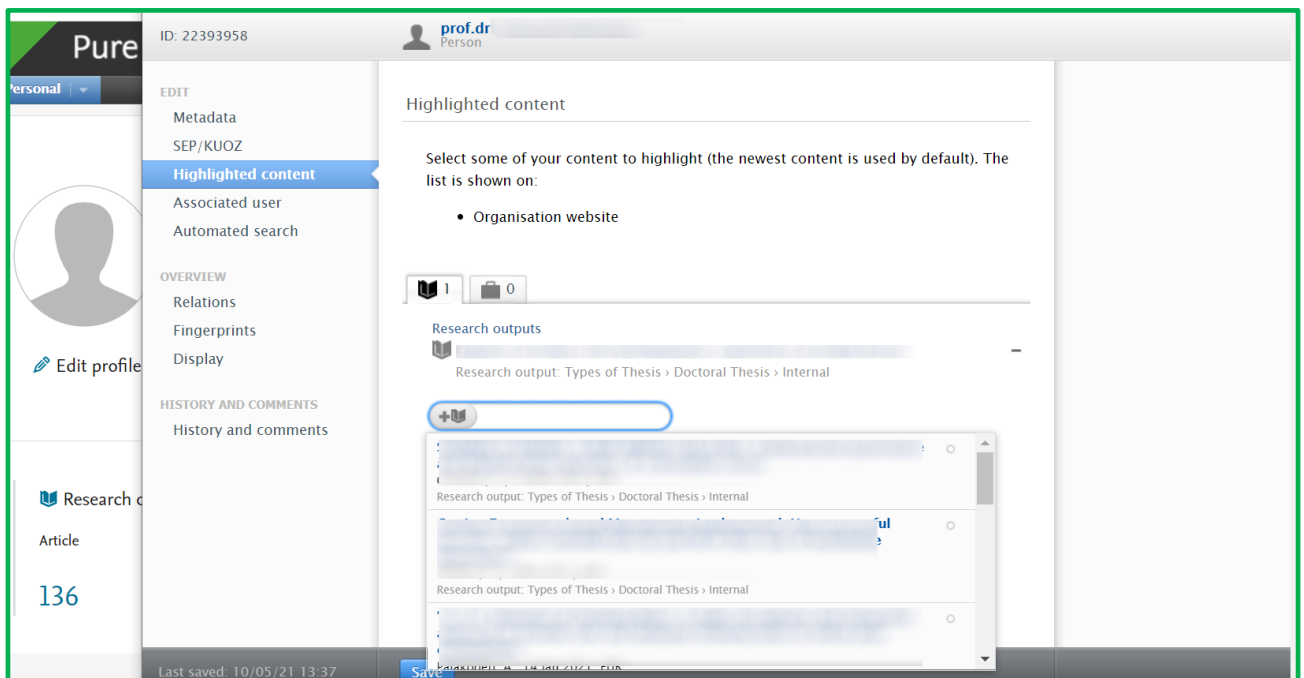 Pure
Personal
Edit profile
Research
Article
136
ID: 22393958
prof.dr
Person
EDIT
Metadata
SEP/KUOZ
Highlighted content
Associated user
Automated search
OVERVIEW
Relations
Fingerprints
Display
HISTORY AND COMMENTS
History and comments
Last saved: 10/05/21 13:37
Highlighted content
Select some of your content to highlight (the newest content is used by default). The
list is shown on:
• Organisation website
1
0
Research outputs
Research output: Types of Thesis › Doctoral Thesis › Internal
Research output: Types of Thesis › Doctoral Thesis › Internal
Research output: Types of Thesis › Doctoral Thesis › Internal
Save